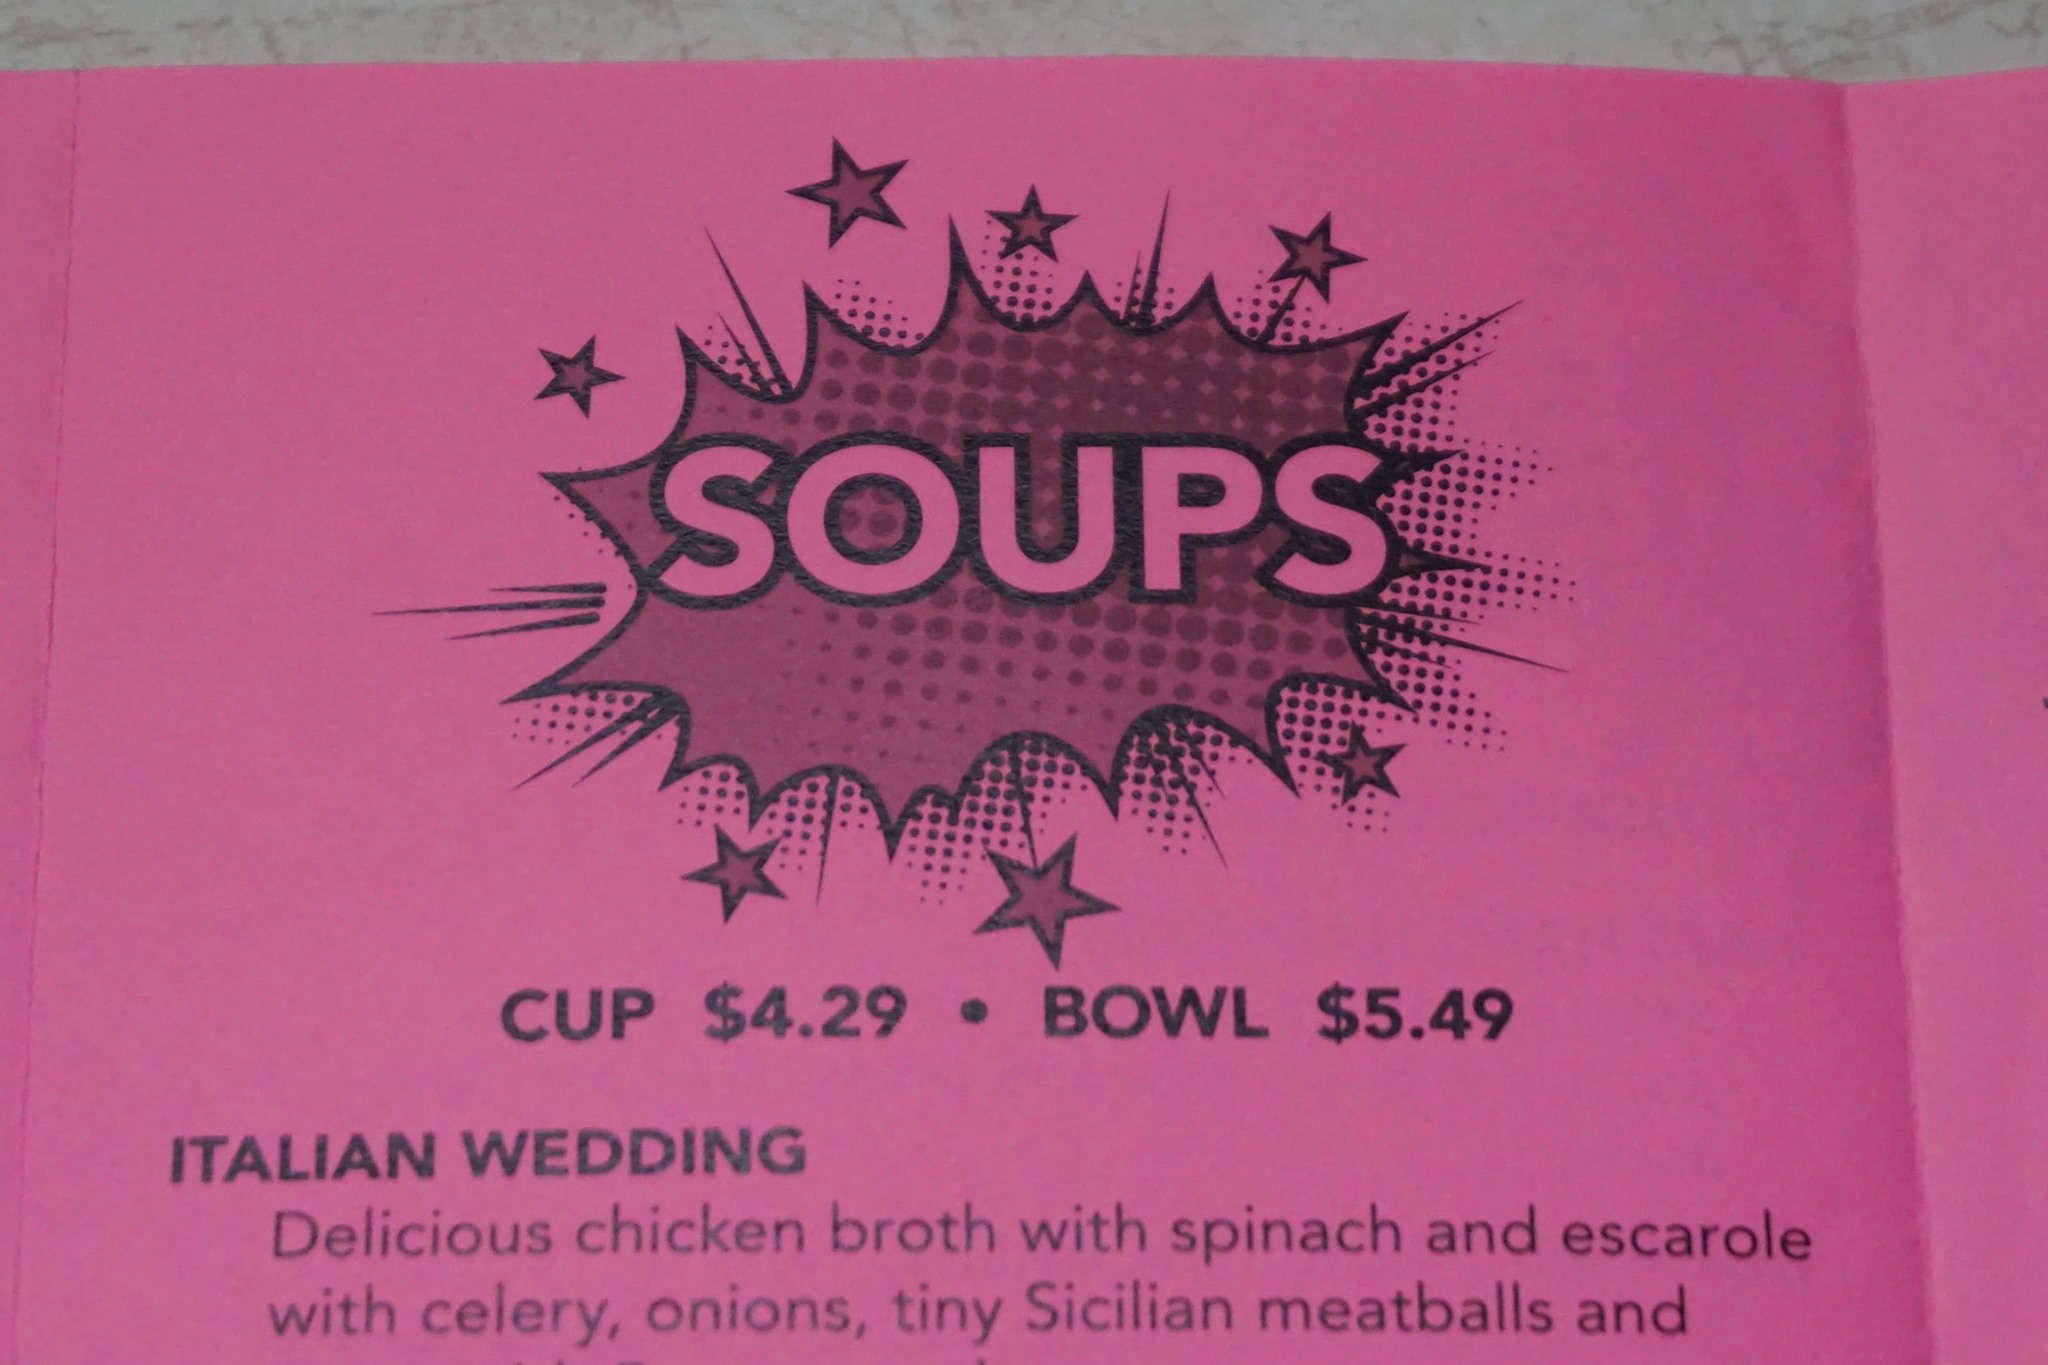 SOUPS
CUP $4.29 • BOWL $5.49
ITALIAN WEDDING
Delicious chicken broth with spinach and escarole
with celery, onions, tiny Sicilian meatballs and